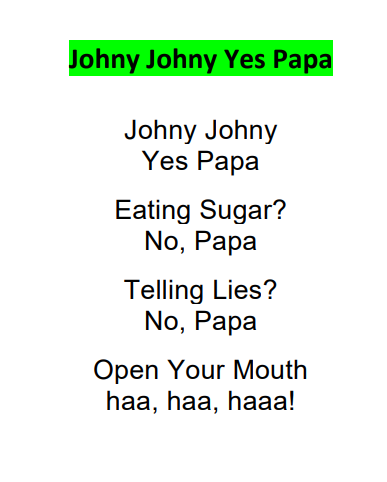 Johny Johny Yes Papa
Johny Johny
Yes Papa
Eating Sugar?
No, Papa
Telling Lies?
No, Papa
Open Your Mouth
haa, haa, haaa!